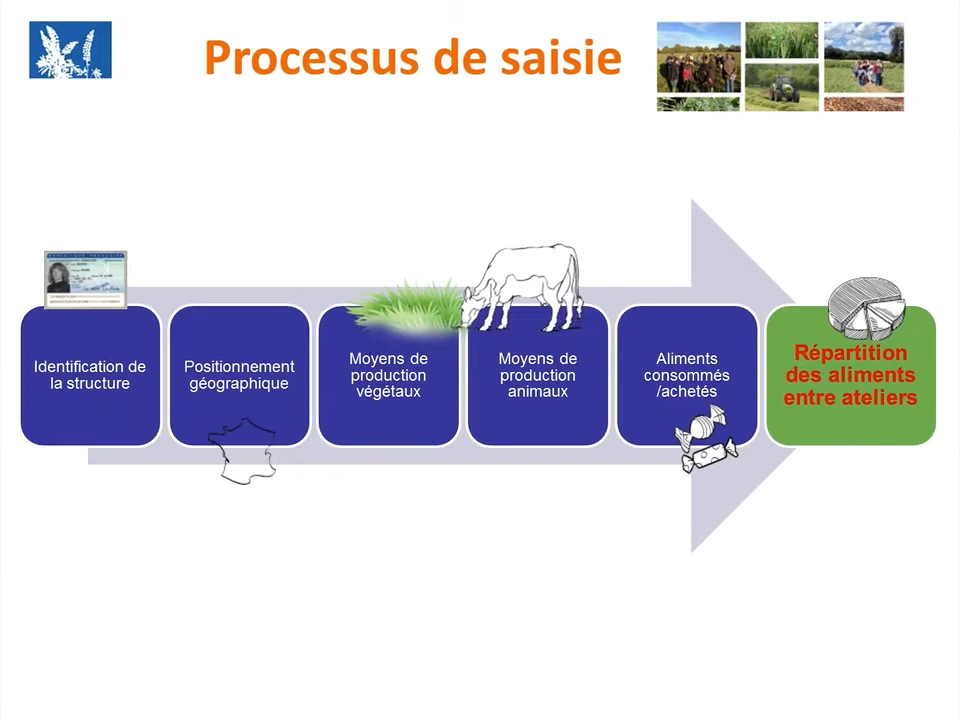 Processus de saisie
Identification de
la structure
Positionnement
géographique
Moyens de
production
végétaux
Moyens de
production
animaux
Aliments
consommés
/achetés
Répartition
des aliments
entre ateliers